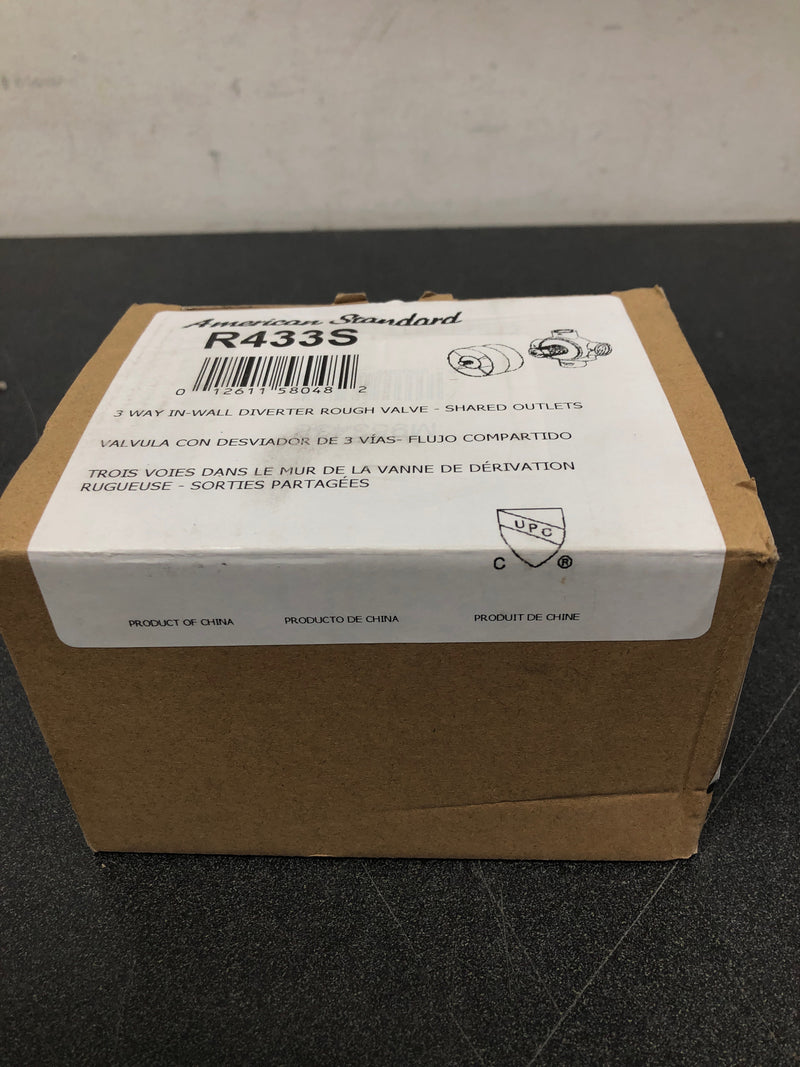 American Standard
R433S
0 12611 58048 2
3 WAY IN-WALL DIVERTER ROUGH VALVE - SHARED OUTLETS
VALVULA CON DESVIADOR DE 3 VÍAS- FLUJO COMPARTIDO
TROIS VOIES DANS LE MUR DE LA VANNE DE DÉRIVATION
RUGUEUSE - SORTIES PARTAGÉES
UPC
C ®
PRODUCT OF CHINA PRODUCTO DE CHINA PRODUIT DE CHINE